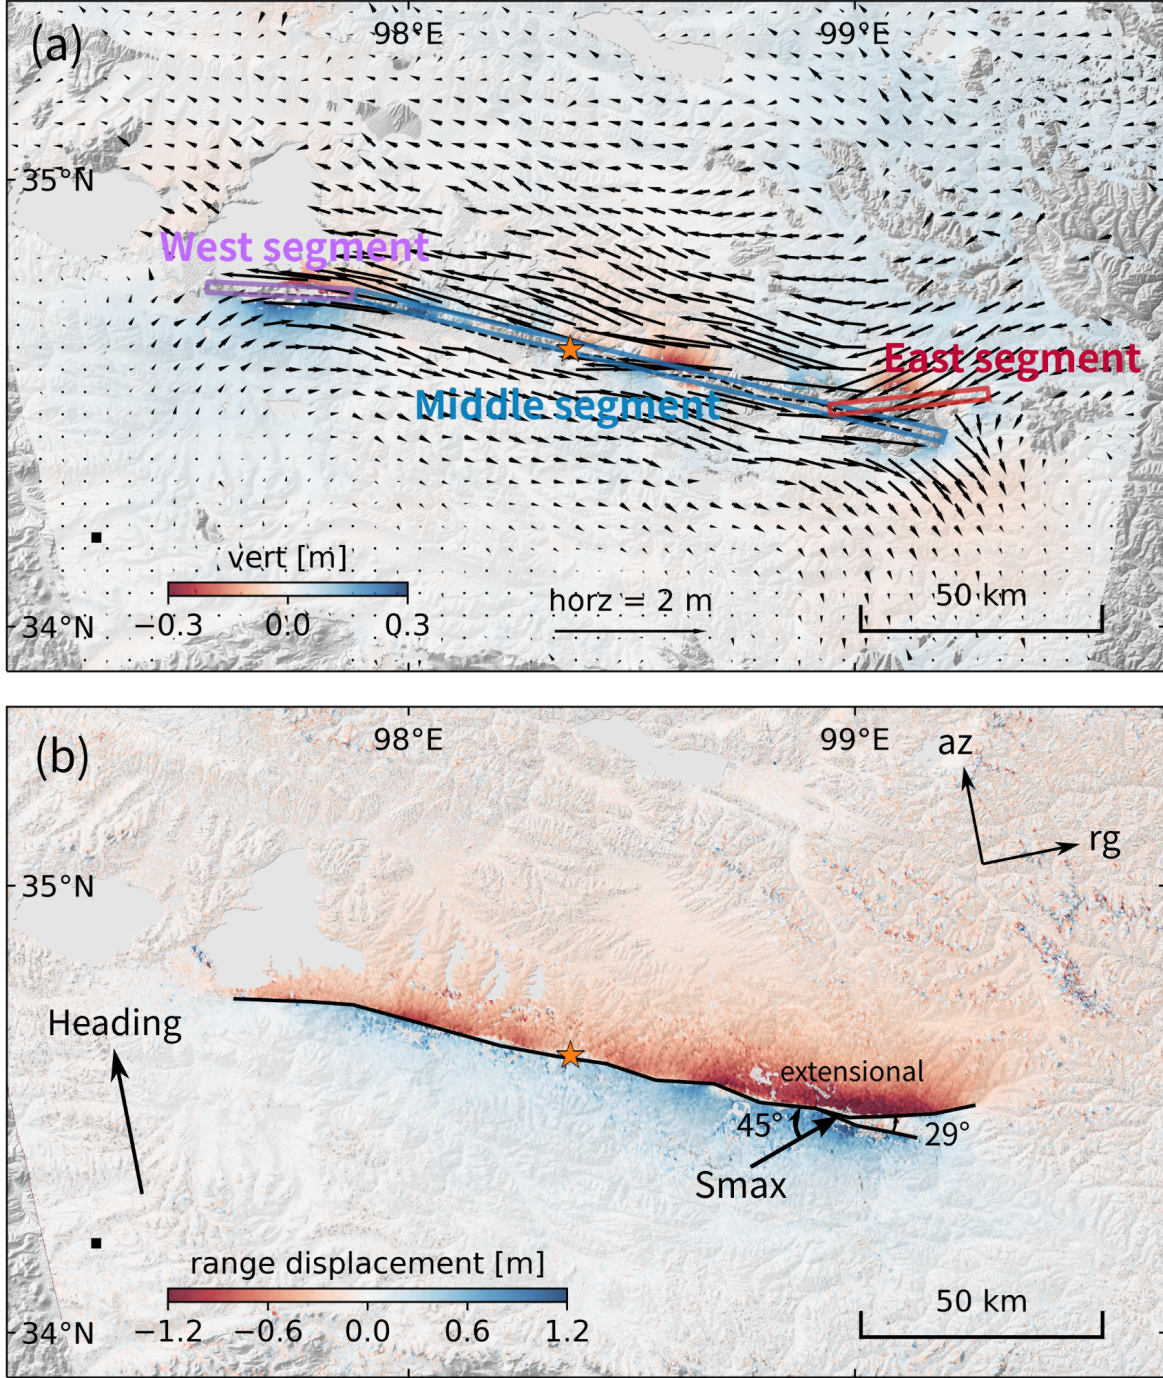 (a)
98°E
99°E
35°N
West segment
East segment
Middle segment
vert [m]
−0.3 0.0 0.3
horz = 2 m
50 km
34°N
(b)
98°E
99°E
az
rg
35°N
Heading
extensional
45°
29°
Smax
range displacement [m]
−1.2 −0.6 0.0 0.6 1.2
50 km
34°N